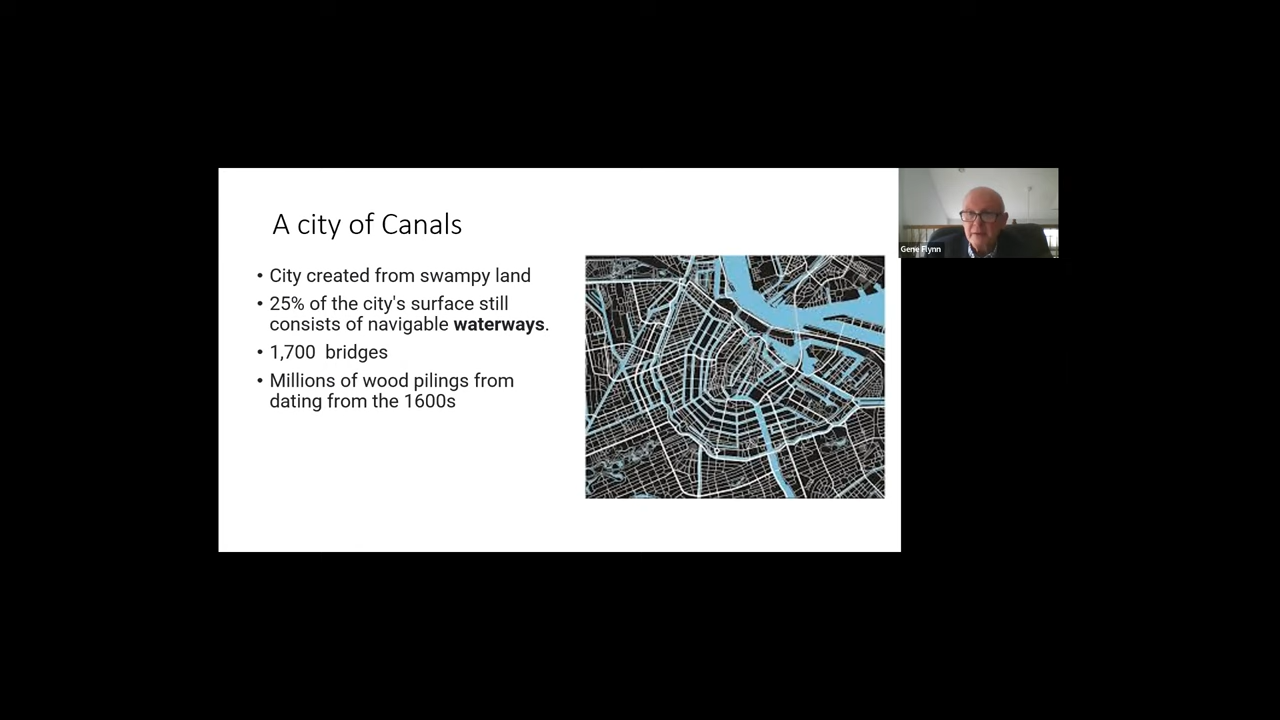 A city of Canals
• City created from swampy land
• 25% of the city's surface still
consists of navigable waterways.
• 1,700  bridges
• Millions of wood pilings from
dating from the 1600s
Gene Flynn